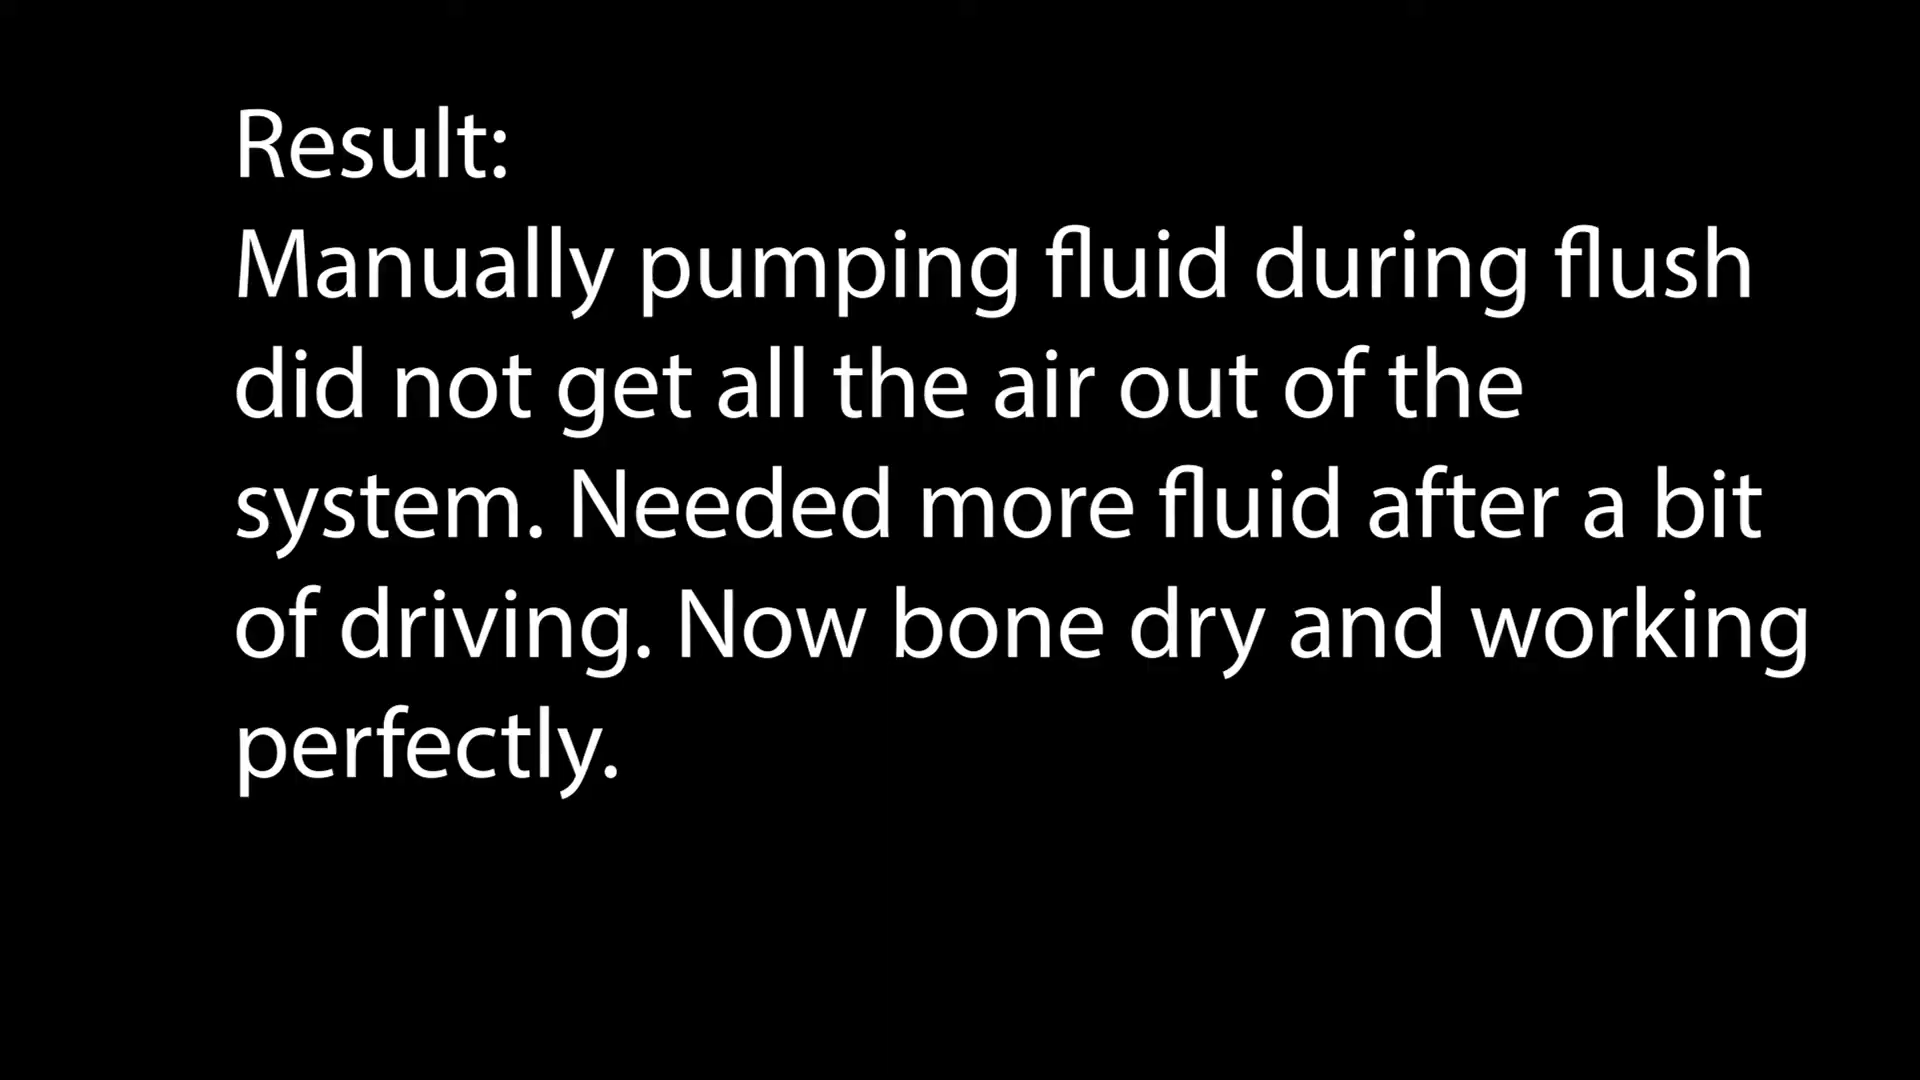 Result:
Manually pumping fluid during flush
did not get all the air out of the
system. Needed more fluid after a bit
of driving. Now bone dry and working
perfectly.